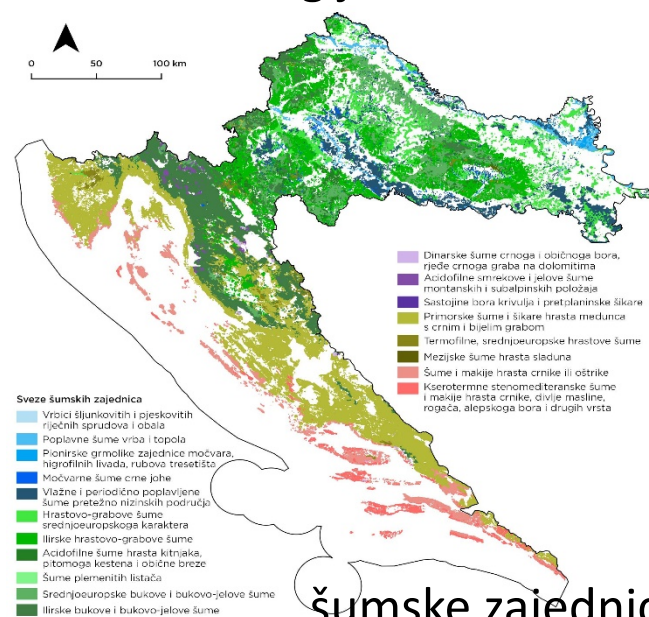 0 50 100 km
Dinarske šume crnoga i običnoga bora,
rjeđe crnoga graba na dolomitima
Acidofilne smrekove i jelove šume
montanskih i subalpinskih položaja
Sastojine bora krivulja i pretplaninske šikare
Primorske šume i šikare hrasta medunca
s crnim i bijelim grabom
Termofilne, srednjoeuropske hrastove šume
Mezijske šume hrasta sladuna
Šume i makije hrasta crnike ili oštrike
Kserotermne stenomediteranske šume
i makije hrasta crnike, divlje masline,
rogača, alepskoga bora i drugih vrsta
Sveze šumskih zajednica
Vrbici šljunkovitih i pjeskovitih
riječnih sprudova i obala
Poplavne šume vrba i topola
Pionirske grmolike zajednice močvara,
higrofilnih livada, rubova tresetišta
Močvarne šume crne johe
Vlažne i periodično poplavljene
šume pretežno nizinskih područja
Hrastovo-grabove šume
srednjoeuropskoga karaktera
Ilirske hrastovo-grabove šume
Acidofilne šume hrasta kitnjaka,
pitomoga kestena i obične breze
Šume plemenitih listača
Srednjoeuropske bukove i bukovo-jelove šume
Ilirske bukove i bukovo-jelove šume
šumske zajednic